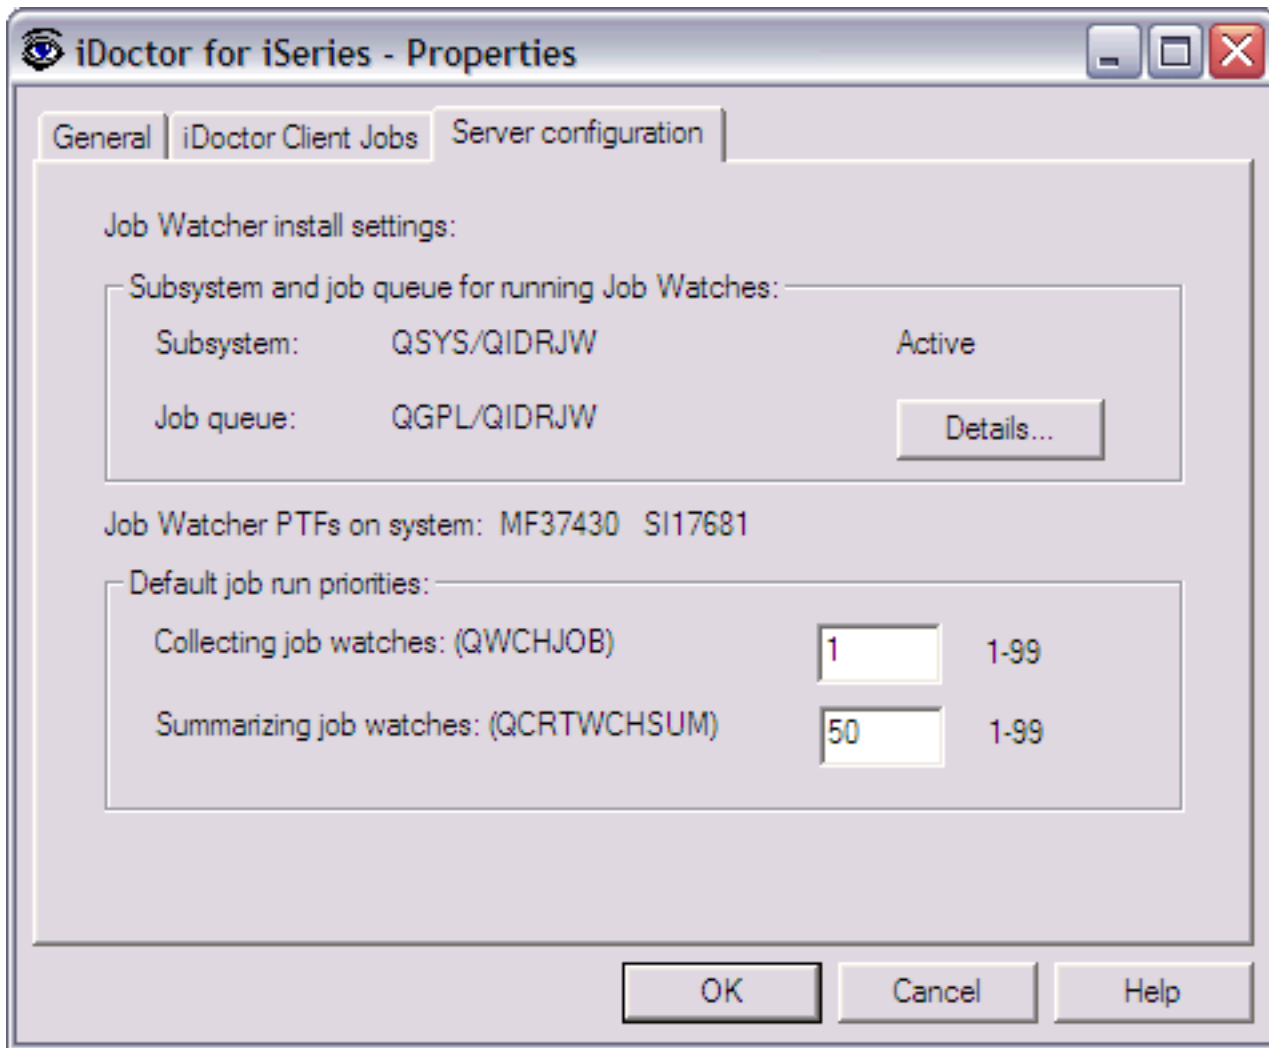 iDoctor for iSeries - Properties
General iDoctor Client Jobs Server configuration
Job Watcher install settings:
Subsystem and job queue for running Job Watches:
Subsystem: QSYS/QIDRJW Active
Job queue: QGPL/QIDRJW Details...
Job Watcher PTFs on system: MF37430 SI17681
Default job run priorities:
Collecting job watches: (QWCHJOB) 1 1-99
Summarizing job watches: (QCRTWCHSUM) 50 1-99
OK Cancel Help